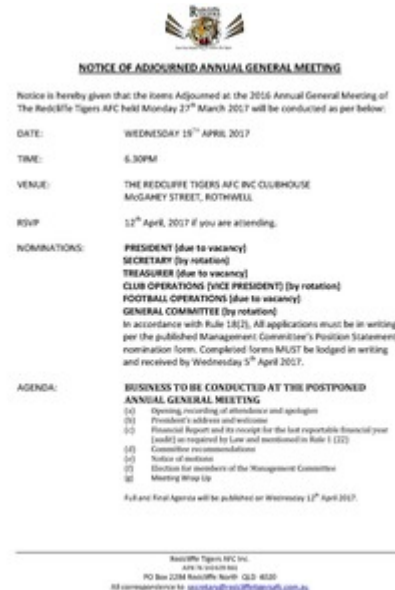 REDCLIFFE
TIGERS
NOTICE OF ADJOURNED ANNUAL GENERAL MEETING
Notice is hereby given that the items Adjourned at the 2016 Annual General Meeting of
The Redcliffe Tigers AFC held Monday 27th March 2017 will be conducted as per below:
DATE: WEDNESDAY 19TH APRIL 2017
TIME: 6.30PM
VENUE: THE REDCLIFFE TIGERS AFC INC CLUBHOUSE
McGAHEY STREET, ROTHWELL
RSVP 12th April, 2017 if you are attending.
NOMINATIONS: PRESIDENT (due to vacancy)
SECRETARY (by rotation)
TREASURER (due to vacancy)
CLUB OPERATIONS (VICE PRESIDENT) (by rotation)
FOOTBALL OPERATIONS (due to vacancy)
GENERAL COMMITTEE (by rotation)
In accordance with Rule 18(2), All applications must be in writing
per the published Management Committee's Position Statement
nomination form. Completed forms MUST be lodged in writing
and received by Wednesday 5th April 2017.
AGENDA: BUSINESS TO BE CONDUCTED AT THE POSTPONED
ANNUAL GENERAL MEETING
(a) Opening, recording of attendance and apologies
(b) President's address and welcome
(c) Financial Report and its receipt for the last reportable financial year
(audit) as required by Law and mentioned in Rule 1 (22)
(d) Committee recommendations
(e) Notice of motions
(f) Election for members of the Management Committee
(g) Meeting Wrap Up
Full and Final Agenda will be published on Wednesday 12th April 2017.
Redcliffe Tigers AFC Inc.
PO Box 2284 Redcliffe North QLD 4020
All correspondence to: secretary@redcliffetigersafc.com.au